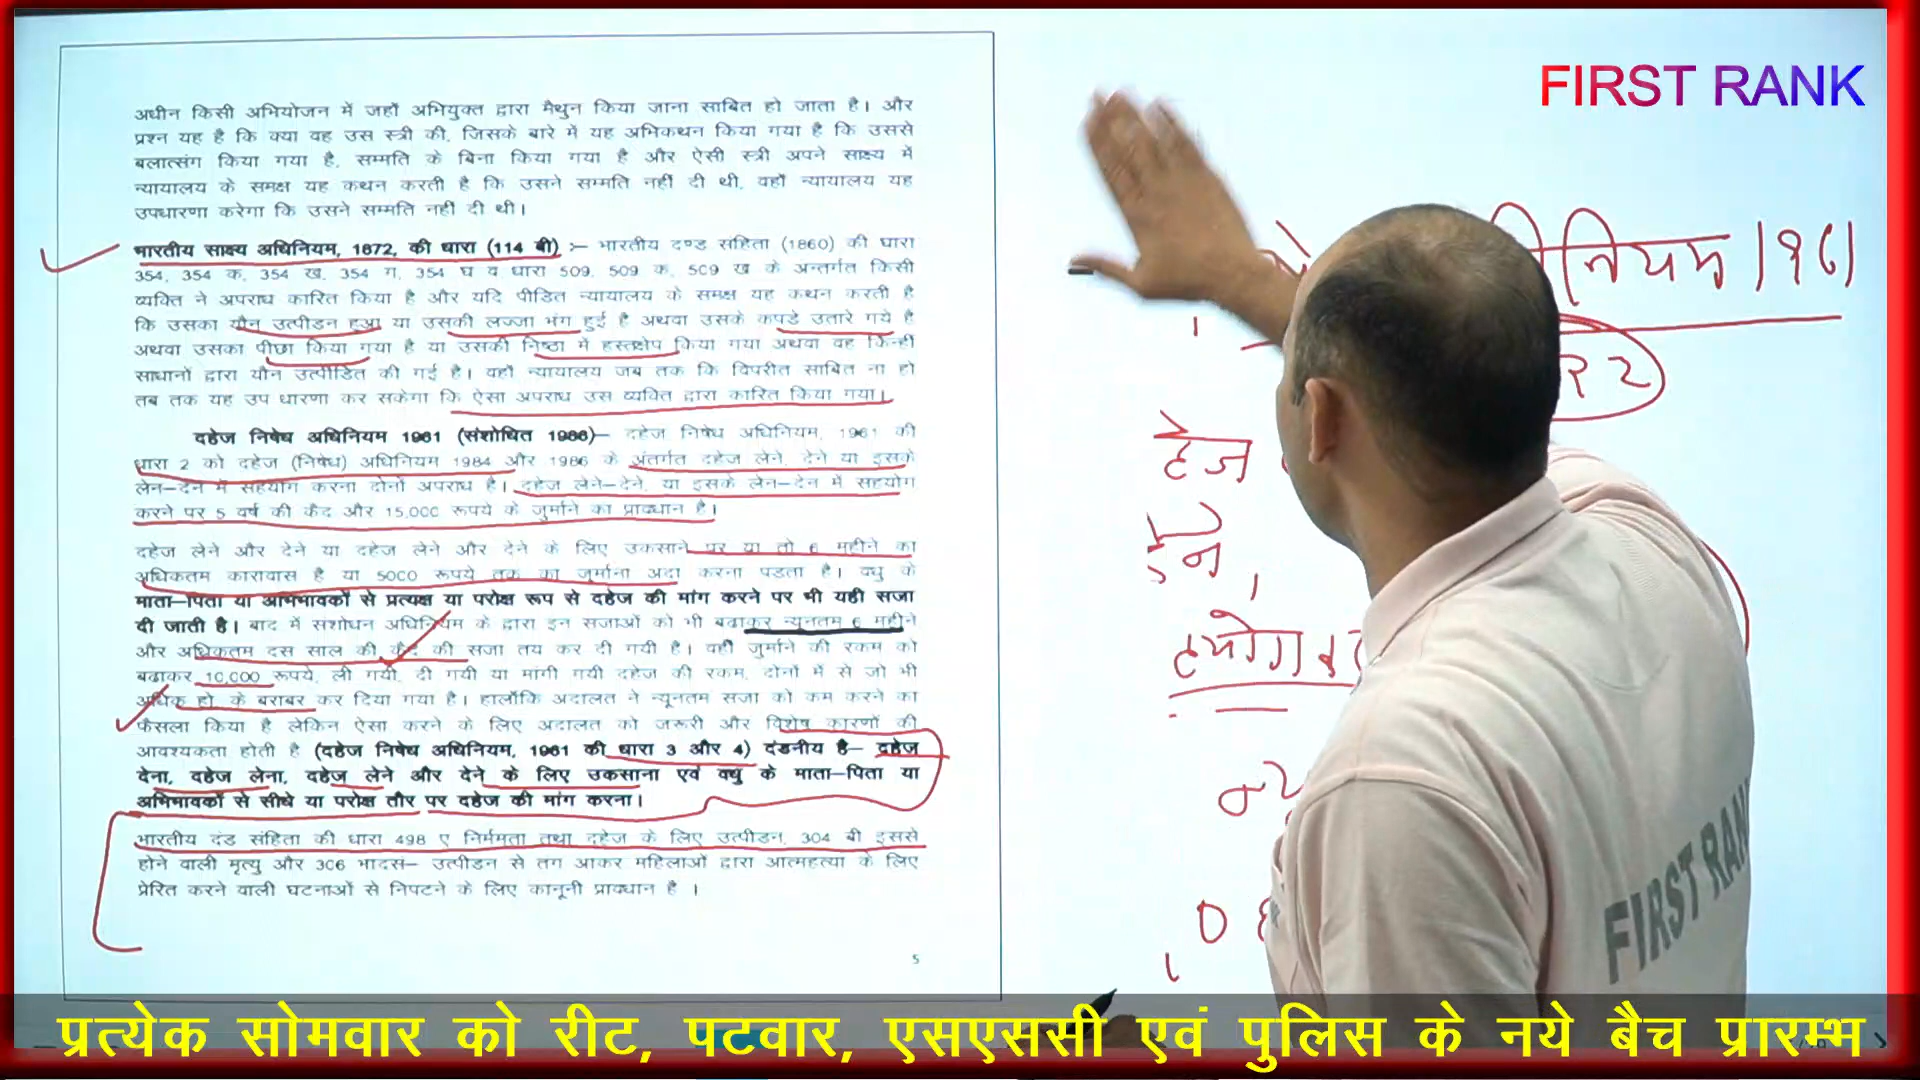 FIRST RANK
अधीन किसी अभियोजन में जहाँ अभियुक्त द्वारा मैथुन किया जाना साबित हो जाता है। और
प्रश्न यह है कि क्या वह उस स्त्री की, जिसके बारे में यह अभिकथन किया गया है कि उससे
बलात्संग किया गया है, सम्मति के बिना किया गया है और ऐसी स्त्री अपने साक्ष्य में
न्यायालय के समक्ष यह कथन करती है कि उसने सम्मति नहीं दी थी, वहाँ न्यायालय यह
उपधारणा करेगा कि उसने सम्मति नहीं दी थी।
भारतीय साक्ष्य अधिनियम, 1872, की धारा (114 बी) :– भारतीय दण्ड संहिता (1860) की धारा
354, 354 क, 354 ख, 354 ग, 354 घ व धारा 509, 509 क, 509 ख के अन्तर्गत किसी
व्यक्ति ने अपराध कारित किया है और यदि पीडित न्यायालय के समक्ष यह कथन करती है
कि उसका यौन उत्पीडन हुआ या उसकी लज्जा भंग हुई है अथवा उसके कपडे उतारे गये है
अथवा उसका पीछा किया गया है या उसकी निष्ठा में हस्तक्षेप किया गया अथवा वह किन्हीं
साधानों द्वारा यौन उत्पीडित की गई है। वहाँ न्यायालय जब तक कि विपरीत साबित ना हो
तब तक यह उप धारणा कर सकेगा कि ऐसा अपराध उस व्यक्ति द्वारा कारित किया गया।
दहेज निषेध अधिनियम 1961 (संशोधित 1986)– दहेज निषेध अधिनियम, 1961 की
धारा 2 को दहेज (निषेध) अधिनियम 1984 और 1986 के अंतर्गत दहेज लेने, देने या इसके
लेन–देन में सहयोग करना दोनों अपराध है। दहेज लेने–देने, या इसके लेन–देन में सहयोग
करने पर 5 वर्ष की कैद और 15,000 रूपये के जुर्माने का प्रावधान है।
दहेज लेने और देने या दहेज लेने और देने के लिए उकसाने पर या तो 6 महीने का
अधिकतम कारावास है या 5000 रूपये तक का जुर्माना अदा करना पडता है। वधु के
माता–पिता या अभिभावकों से प्रत्यक्ष या परोक्ष रूप से दहेज की मांग करने पर भी यही सजा
दी जाती है। बाद में संशोधन अधिनियम के द्वारा इन सजाओं को भी बढाकर न्यूनतम 6 महीने
और अधिकतम दस साल की कैद की सजा तय कर दी गयी है। वहीं जुर्माने की रकम को
बढाकर 10,000 रूपये, ली गयी, दी गयी या मांगी गयी दहेज की रकम, दोनों में से जो भी
अधिक हो, के बराबर कर दिया गया है। हालाँकि अदालत ने न्यूनतम सजा को कम करने का
फैसला किया है लेकिन ऐसा करने के लिए अदालत को जरूरी और विशेष कारणों की
आवश्यकता होती है (दहेज निषेध अधिनियम, 1961 की धारा 3 और 4) दंडनीय है– दहेज
देना, दहेज लेना, दहेज लेने और देने के लिए उकसाना एवं वधु के माता–पिता या
अभिभावकों से सीधे या परोक्ष तौर पर दहेज की मांग करना।
भारतीय दंड संहिता की धारा 498 ए निर्ममता तथा दहेज के लिए उत्पीडन, 304 बी इससे
होने वाली मृत्यु और 306 भादसं– उत्पीडन से तंग आकर महिलाओं द्वारा आत्महत्या के लिए
प्रेरित करने वाली घटनाओं से निपटने के लिए कानूनी प्रावधान है ।
5
FIRST RAN
प्रत्येक सोमवार को रीट, पटवार, एसएससी एवं पुलिस के नये बैच प्रारम्भ